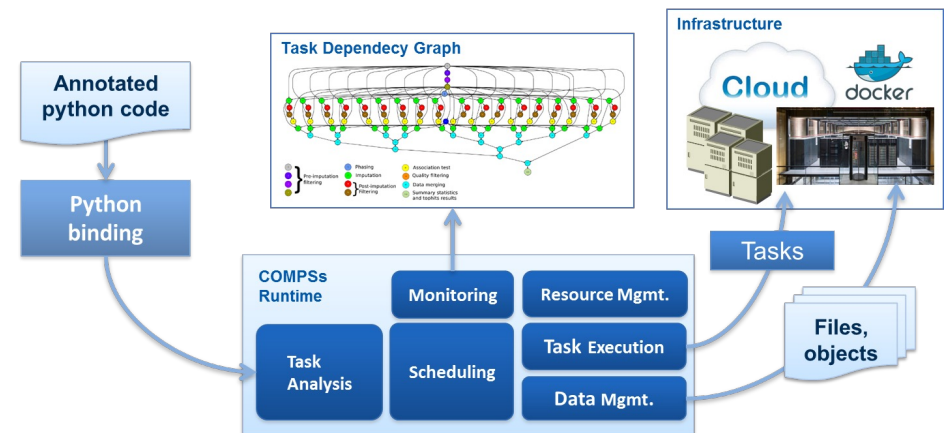 Infrastructure
Task Dependecy Graph
Cloud
docker
Annotated
python code
Pre-imputation
filtering
Phasing
Imputation
Post-imputation
Filtering
Association test
Quality filtering
Data merging
Summary statistics
and tophits results
Python
binding
Tasks
COMPSs
Runtime
Monitoring
Resource Mgmt.
Files,
objects
Task
Analysis
Scheduling
Task Execution
Data Mgmt.